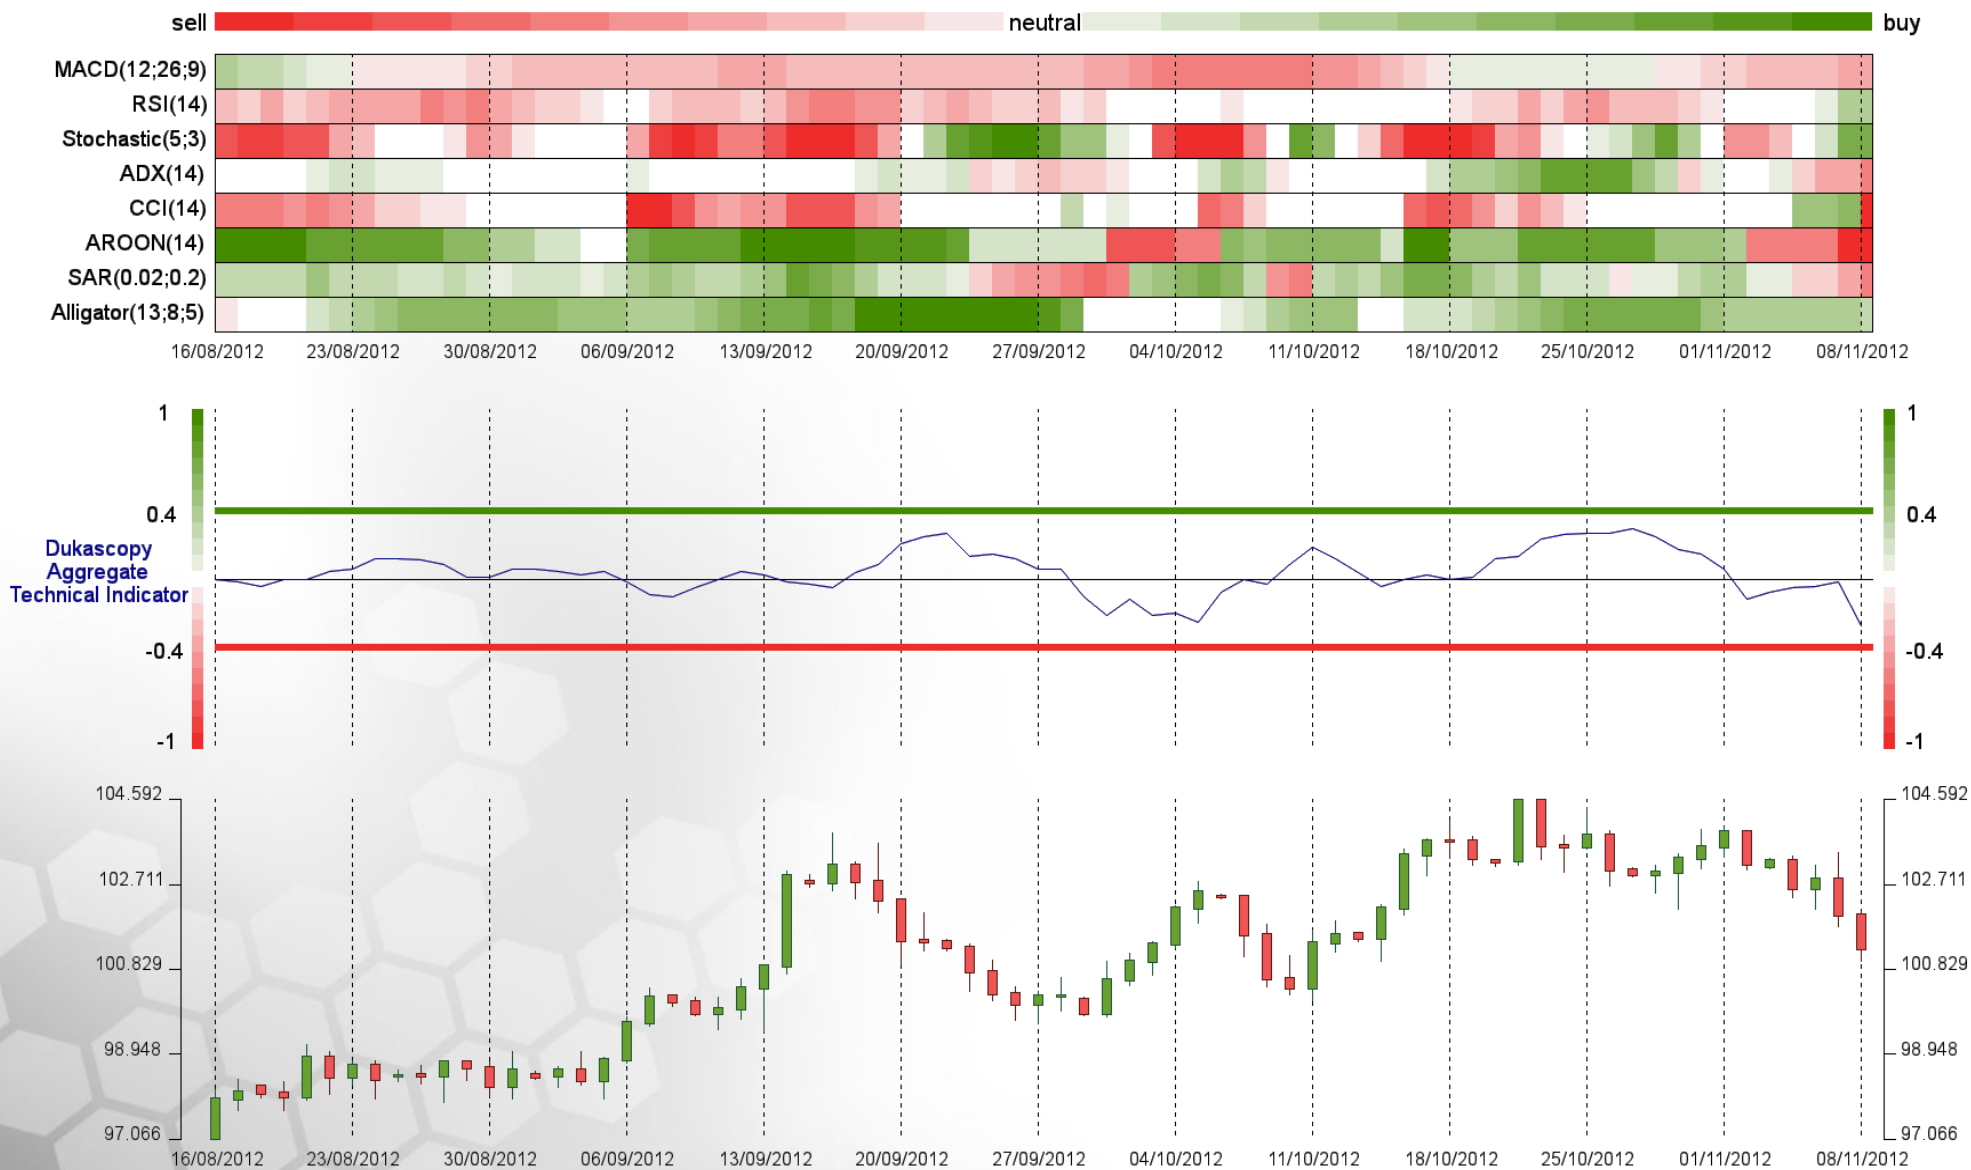 sell neutral buy
MACD(12;26;9)
RSI(14)
Stochastic(5;3)
ADX(14)
CCI(14)
AROON(14)
SAR(0.02;0.2)
Alligator(13;8;5)
16/08/2012 23/08/2012 30/08/2012 06/09/2012 13/09/2012 20/09/2012 27/09/2012 04/10/2012 11/10/2012 18/10/2012 25/10/2012 01/11/2012 08/11/2012
1 1
0.4 0.4
Dukascopy
Aggregate
Technical Indicator
-0.4 -0.4
-1 -1
104.592 104.592
102.711 102.711
100.829 100.829
98.948 98.948
97.066 97.066
16/08/2012 23/08/2012 30/08/2012 06/09/2012 13/09/2012 20/09/2012 27/09/2012 04/10/2012 11/10/2012 18/10/2012 25/10/2012 01/11/2012 08/11/2012